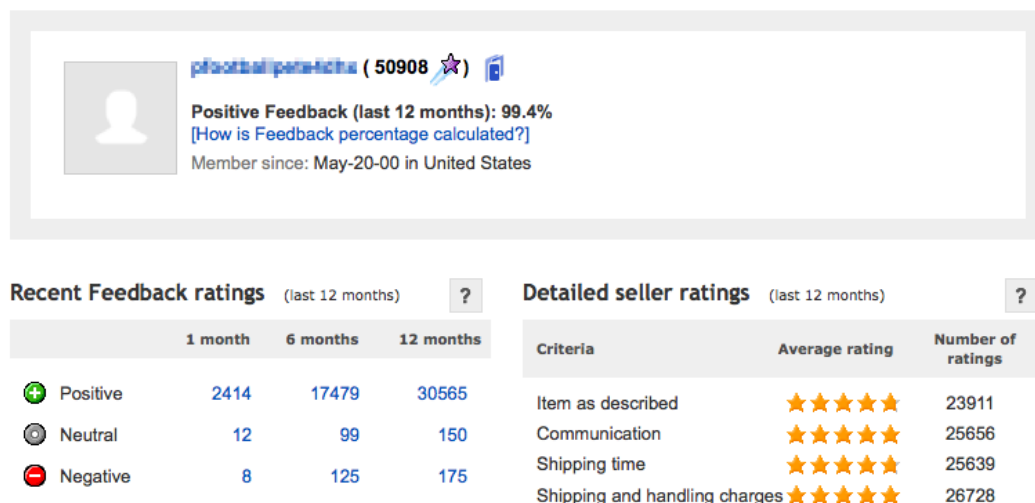 ( 50908 )
Positive Feedback (last 12 months): 99.4%
[How is Feedback percentage calculated?]
Member since: May-20-00 in United States
Recent Feedback ratings (last 12 months) ?
1 month 6 months 12 months
Positive 2414 17479 30565
Neutral 12 99 150
Negative 8 125 175
Detailed seller ratings (last 12 months) ?
Criteria Average rating Number of
ratings
Item as described 23911
Communication 25656
Shipping time 25639
Shipping and handling charges 26728